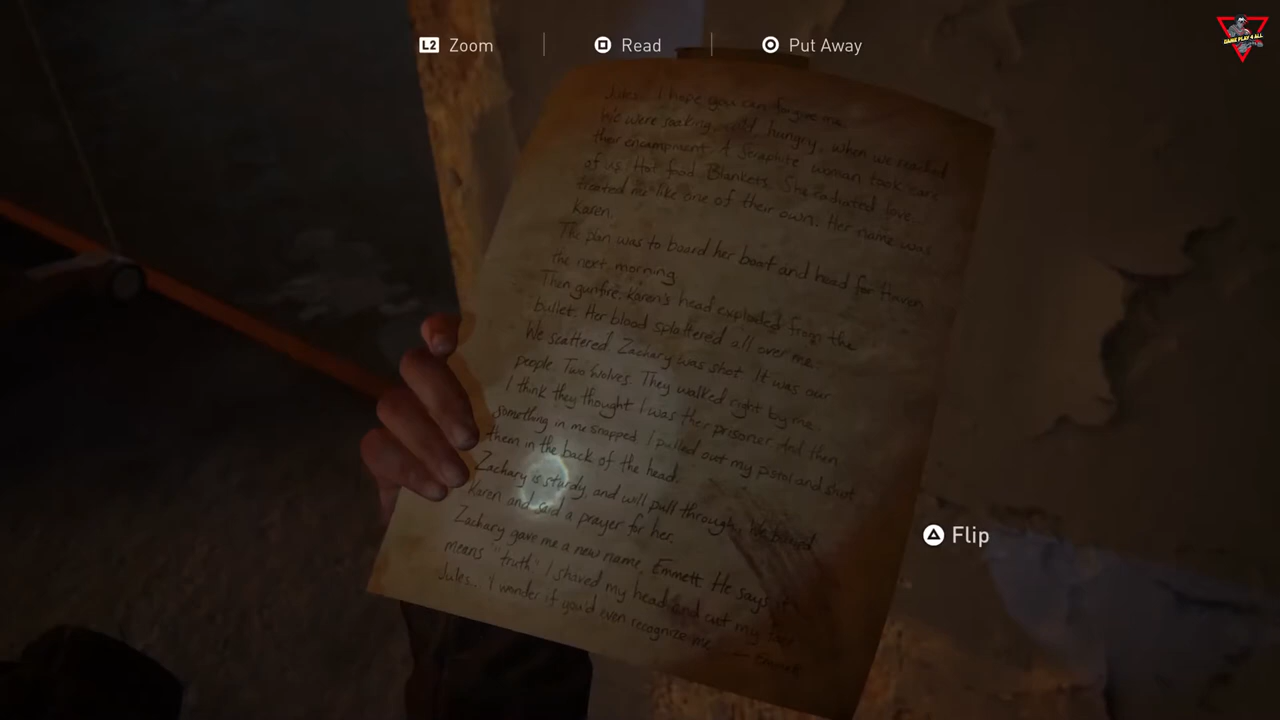 L2 Zoom
Read
Put Away
GAME PLAY 4 ALL
Jules.. I hope you can forgive me.
We were soaking, and hungry, when we reached
their encampment. A Seraphite woman took care
of us. Hot food. Blankets. She radiated love...
treated me like one of their own. Her name was
Karen.
The plan was to board her boat and head for Haven
the next morning.
Then gunfire. Karen's head exploded from the
bullet. Her blood splattered all over me.
We scattered. Zachary was shot. It was our
people. Two Wolves. They walked right by me.
I think they thought I was their prisoner. And then
something in me snapped. I pulled out my pistol and shot
them in the back of the head.
Zachary is sturdy, and will pull through. We buried
Karen and said a prayer for her.
Zachary gave me a new name. Emmett. He says it
means "truth". I shaved my head and cut my face
Jules.. I wonder if you'd even recognize me.
— Emmett
Flip